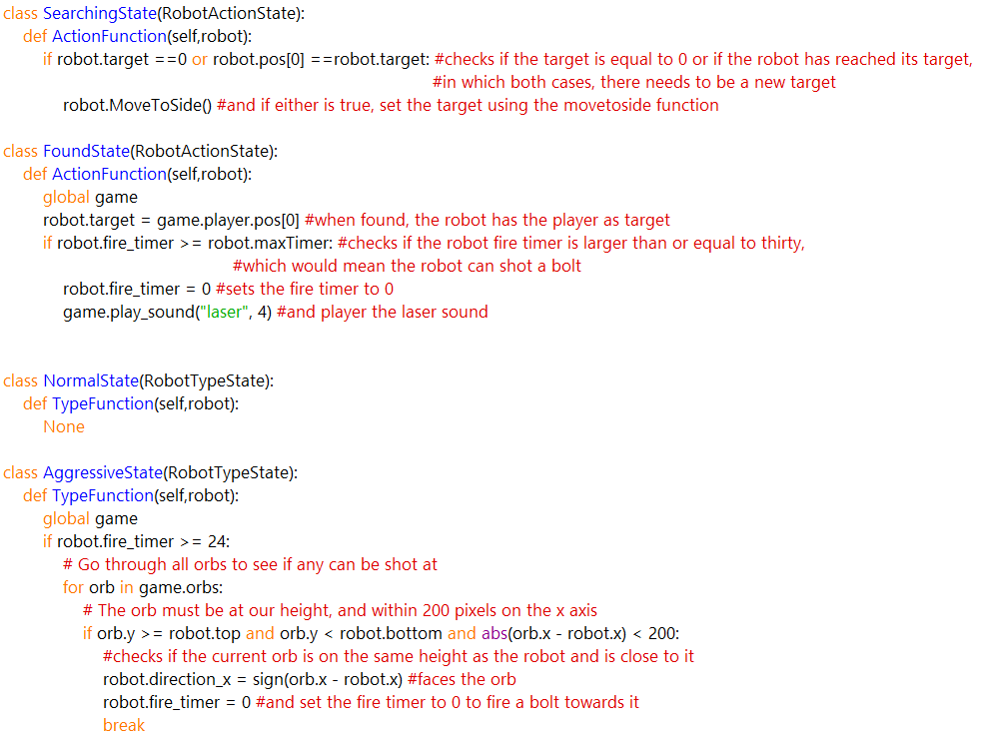 class SearchingState(RobotActionState):
    def ActionFunction(self,robot):
        if robot.target ==0 or robot.pos[0] ==robot.target: #checks if the target is equal to 0 or if the robot has reached its target,
                                                            #in which both cases, there needs to be a new target
            robot.MoveToSide() #and if either is true, set the target using the movetoside function

class FoundState(RobotActionState):
    def ActionFunction(self,robot):
        global game
        robot.target = game.player.pos[0] #when found, the robot has the player as target
        if robot.fire_timer >= robot.maxTimer: #checks if the robot fire timer is larger than or equal to thirty,
                                               #which would mean the robot can shot a bolt
            robot.fire_timer = 0 #sets the fire timer to 0
            game.play_sound("laser", 4) #and player the laser sound

class NormalState(RobotTypeState):
    def TypeFunction(self,robot):
        None

class AggressiveState(RobotTypeState):
    def TypeFunction(self,robot):
        global game
        if robot.fire_timer >= 24:
            # Go through all orbs to see if any can be shot at
            for orb in game.orbs:
                # The orb must be at our height, and within 200 pixels on the x axis
                if orb.y >= robot.top and orb.y < robot.bottom and abs(orb.x - robot.x) < 200:
                    #checks if the current orb is on the same height as the robot and is close to it
                    robot.direction_x = sign(orb.x - robot.x) #faces the orb
                    robot.fire_timer = 0 #and set the fire timer to 0 to fire a bolt towards it
                    break